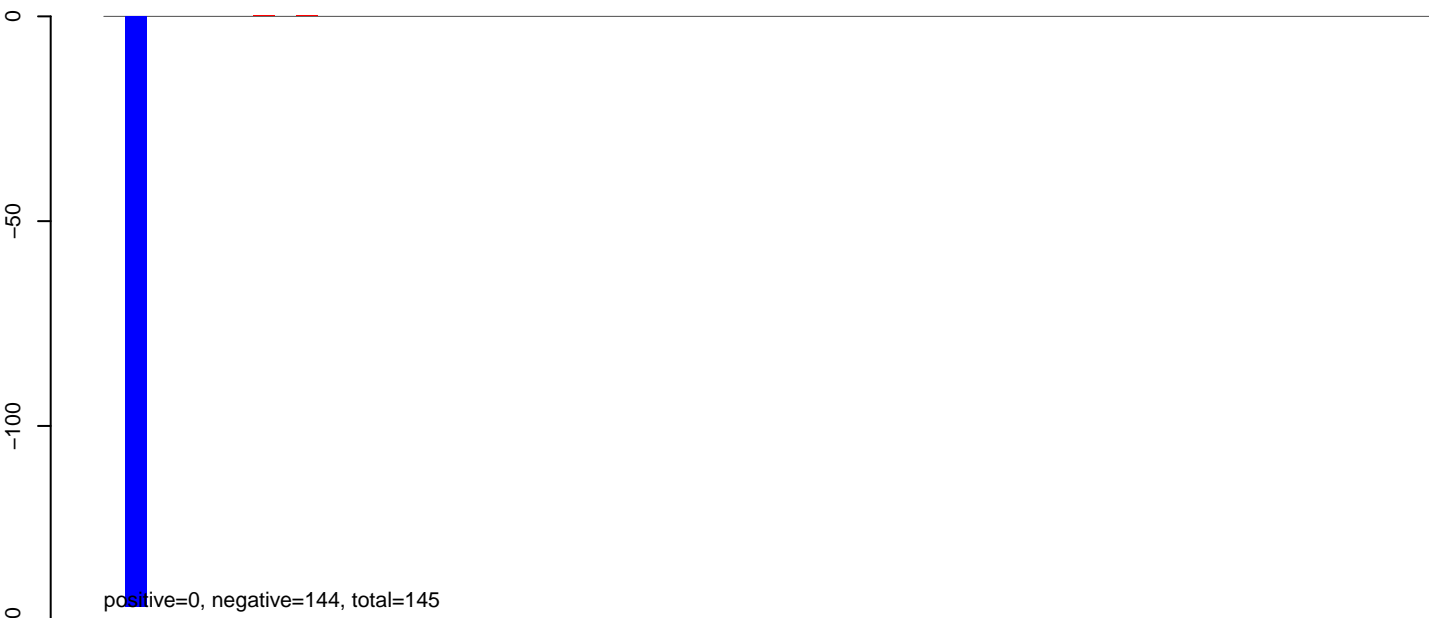 0
−50
−100
0
positive=0, negative=144, total=145